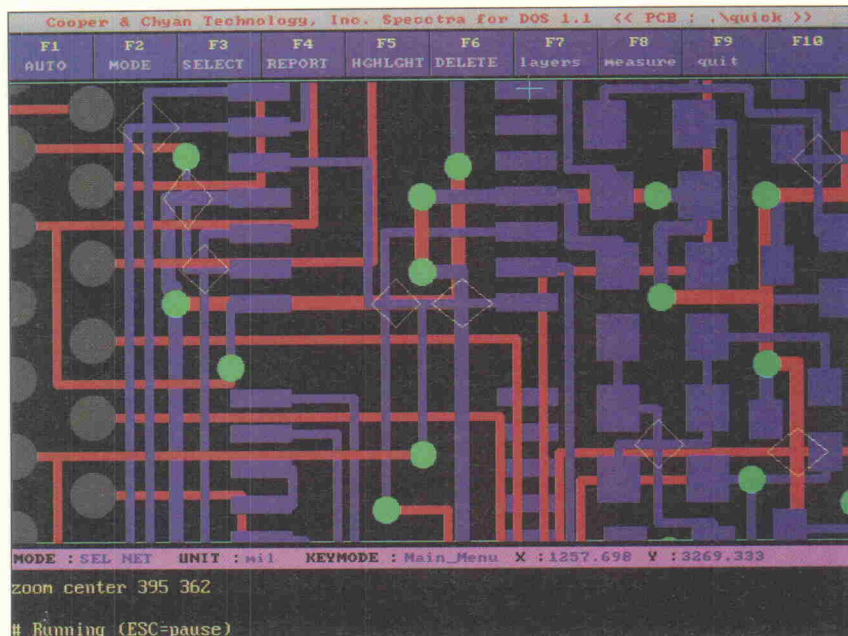 Cooper & Chyan Technology, Inc. Specctra for DOS 1.1 << PCB : .\quick >>
F1 F2 F3 F4 F5 F6 F7 F8 F9 F10
AUTO MODE SELECT REPORT HGHLGHT DELETE layers measure quit
MODE : SEL NET UNIT : mil KEYMODE : Main_Menu X :1257.698 Y :3269.333
zoom center 395 362
# Running (ESC=pause)